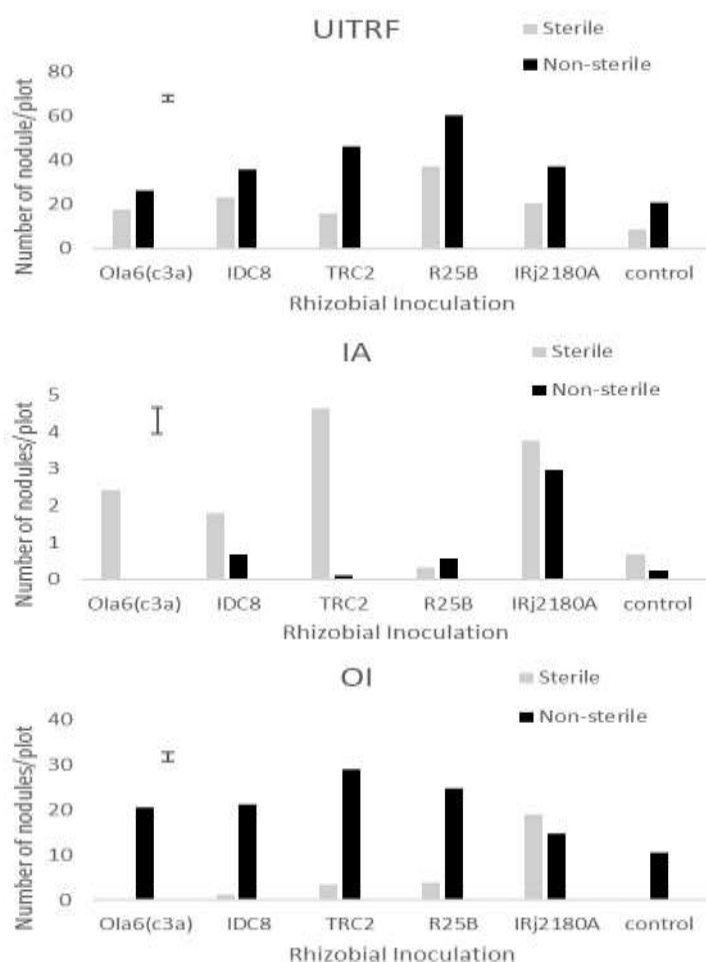 UITRF
Sterile
Non-sterile
Number of nodule/plot
80
60
40
20
0
Ola6(c3a) IDC8 TRC2 R25B IRj2180A control
Rhizobial Inoculation
IA
Sterile
Non-sterile
Number of nodules/plot
5
4
3
2
1
0
Ola6(c3a) IDC8 TRC2 R25B IRj2180A control
Rhizobial Inoculation
OI
Sterile
Non-sterile
Number of nodules/plot
40
30
20
10
0
Ola6(c3a) IDC8 TRC2 R25B IRj2180A control
Rhizobial Inoculation